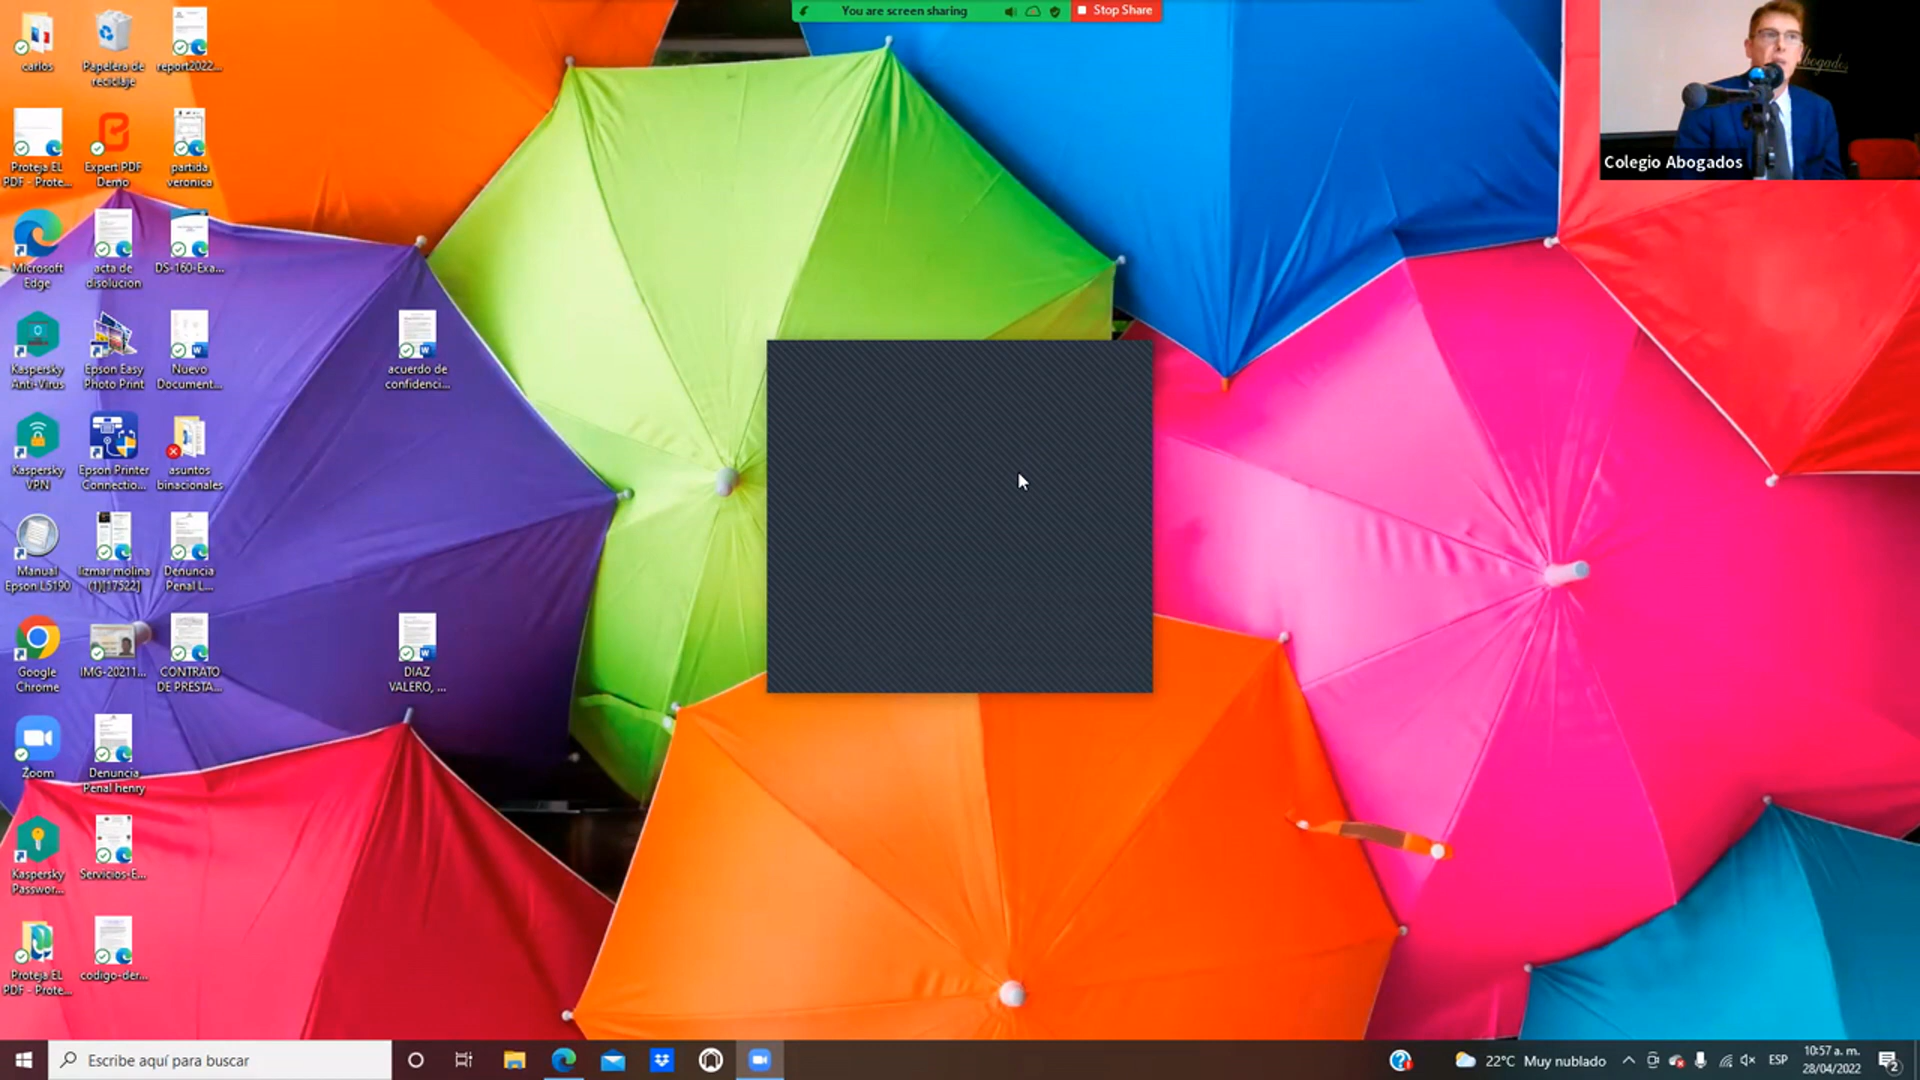 You are screen sharing
Stop Share
Abogados
Colegio Abogados
carlos
Papelera de
reciclaje
report2022...
Proteja EL
PDF - Prote...
Expert PDF
Demo
partida
veronica
Microsoft
Edge
acta de
disolucion
DS-160-Exa...
Kaspersky
Anti-Virus
Epson Easy
Photo Print
Nuevo
Document...
acuerdo de
confidenci...
Kaspersky
VPN
Epson Printer
Connectio...
asuntos
binacionales
Manual
Epson L5190
lizmar molina
(1)[17522]
Denuncia
Penal L...
Google
Chrome
IMG-20211...
CONTRATO
DE PRESTA...
DIAZ
VALERO, ...
Zoom
Denuncia
Penal henry
Kaspersky
Passwor...
Servicios-E...
Proteja EL
PDF - Prote...
codigo-der...
Escribe aquí para buscar
22°C Muy nublado
ESP
10:57 a. m.
28/04/2022
2